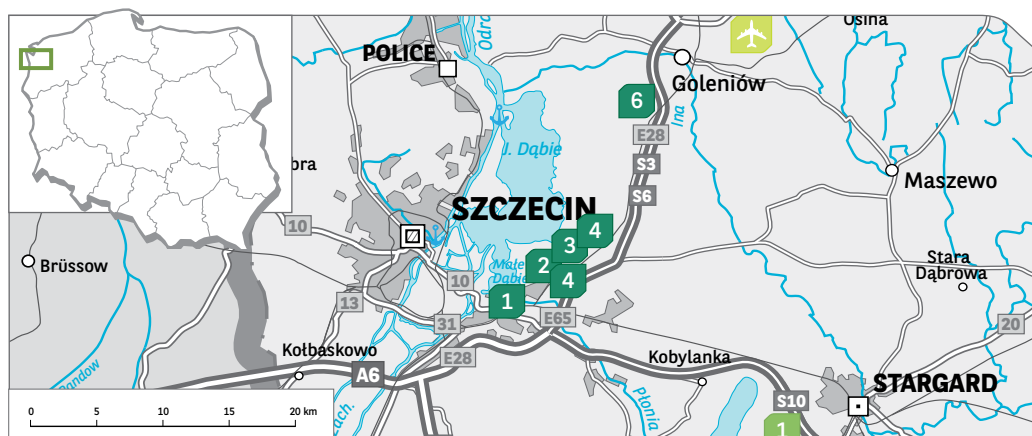 Osina
POLICE
Odra
Goleniów
6
Ina
E28
J. Dąbie
S3
Maszewo
S6
SZCZECIN
4
10
3
Stara
Dąbrowa
Brüssow
2
Małe
Dąbie
10
4
13
1
31
E65
20
Kołbaskowo
E28
Kobylanka
A6
STARGARD
S10
Płonia
0 5 10 15 20 km
1